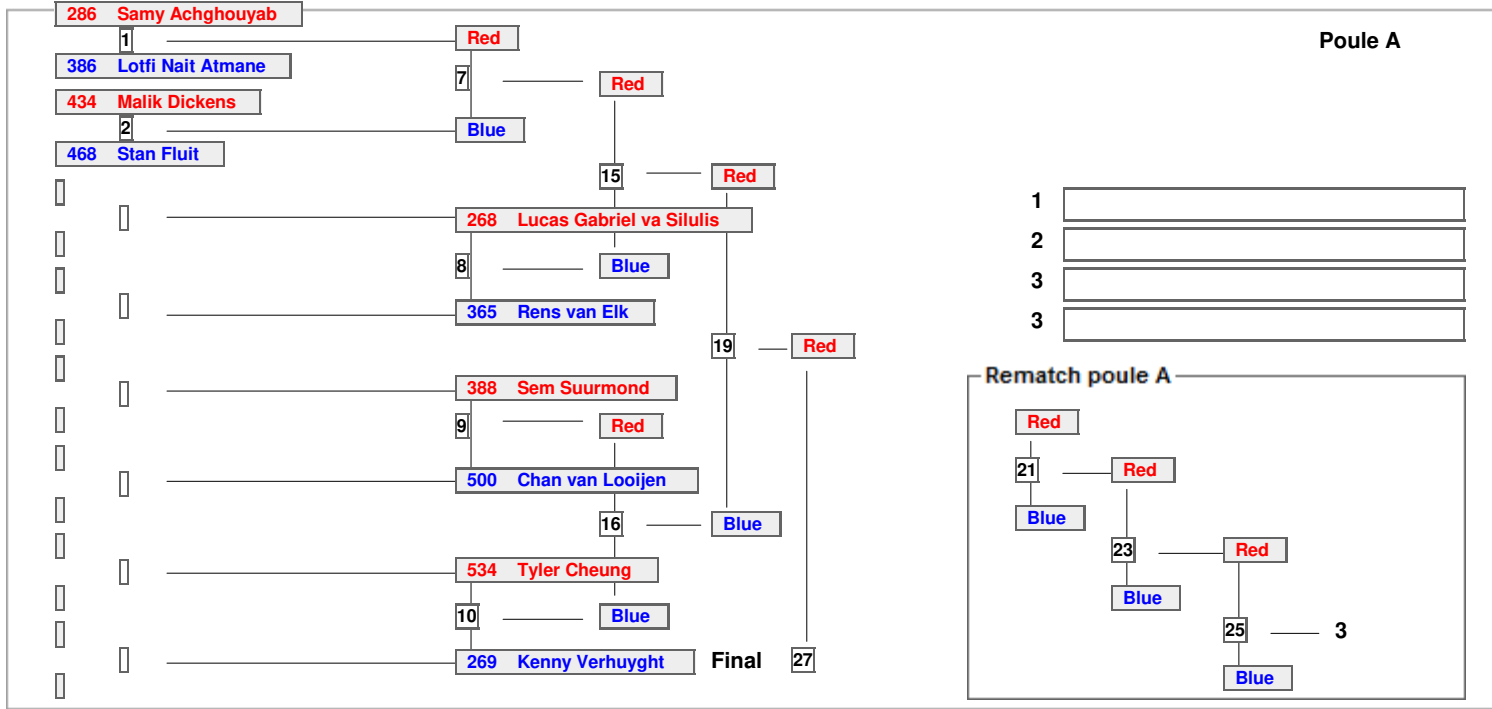 286 Samy Achghouyab
1
Red
Poule A
386 Lotfi Nait Atmane
7
Red
434 Malik Dickens
2
Blue
468 Stan Fluit
15
Red
1
268 Lucas Gabriel va Silulis
2
8
Blue
3
365 Rens van Elk
3
19
Red
Rematch poule A
388 Sem Suurmond
Red
9
Red
21
Red
500 Chan van Looijen
Blue
16
Blue
23
Red
534 Tyler Cheung
Blue
10
Blue
25
3
269 Kenny Verhuyght
Final
27
Blue